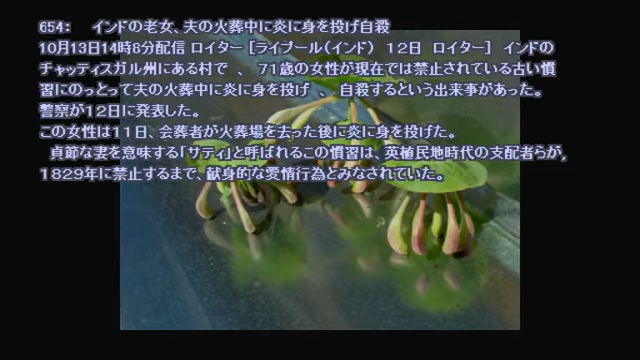 654:　インドの老女、夫の火葬中に炎に身を投げ自殺
10月13日14時8分配信 ロイター [ライプール(インド)　１２日　ロイター]　インドの
チャッティスガル州にある村で　、　71歳の女性が現在では禁止されている古い慣
習にのっとって夫の火葬中に炎に身を投げ　、　自殺するという出来事があった。
警察が１２日に発表した。
この女性は１１日、会葬者が火葬場を去った後に炎に身を投げた。
　貞節な妻を意味する「サティ」と呼ばれるこの慣習は、英植民地時代の支配者らが,
１８２９年に禁止するまで、献身的な愛情行為とみなされていた。